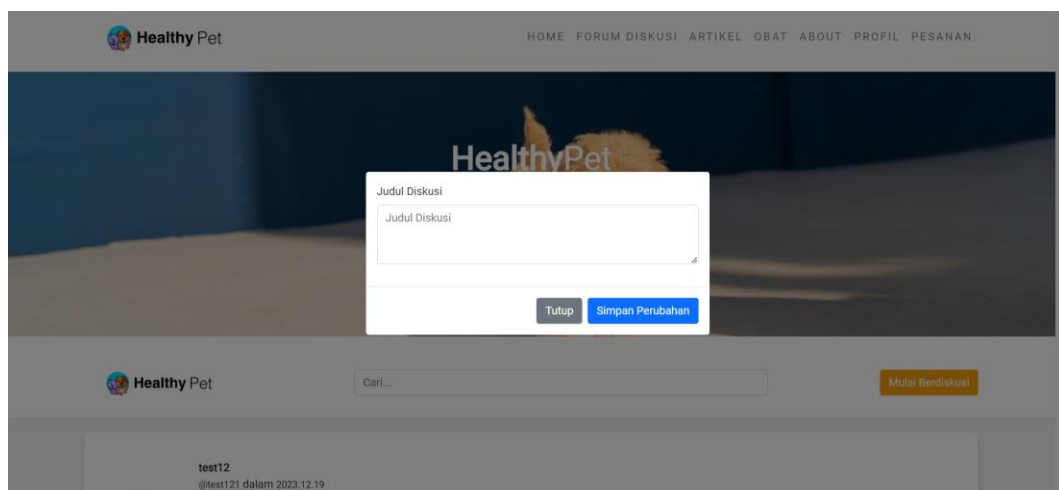 Healthy Pet
HOME FORUM DISKUSI ARTIKEL OBAT ABOUT PROFIL PESANAN
HealthyPet
Judul Diskusi
Judul Diskusi
Tutup Simpan Perubahan
Healthy Pet
Cari...
Mulai Berdiskusi
test12
@test121 dalam 2023.12.19